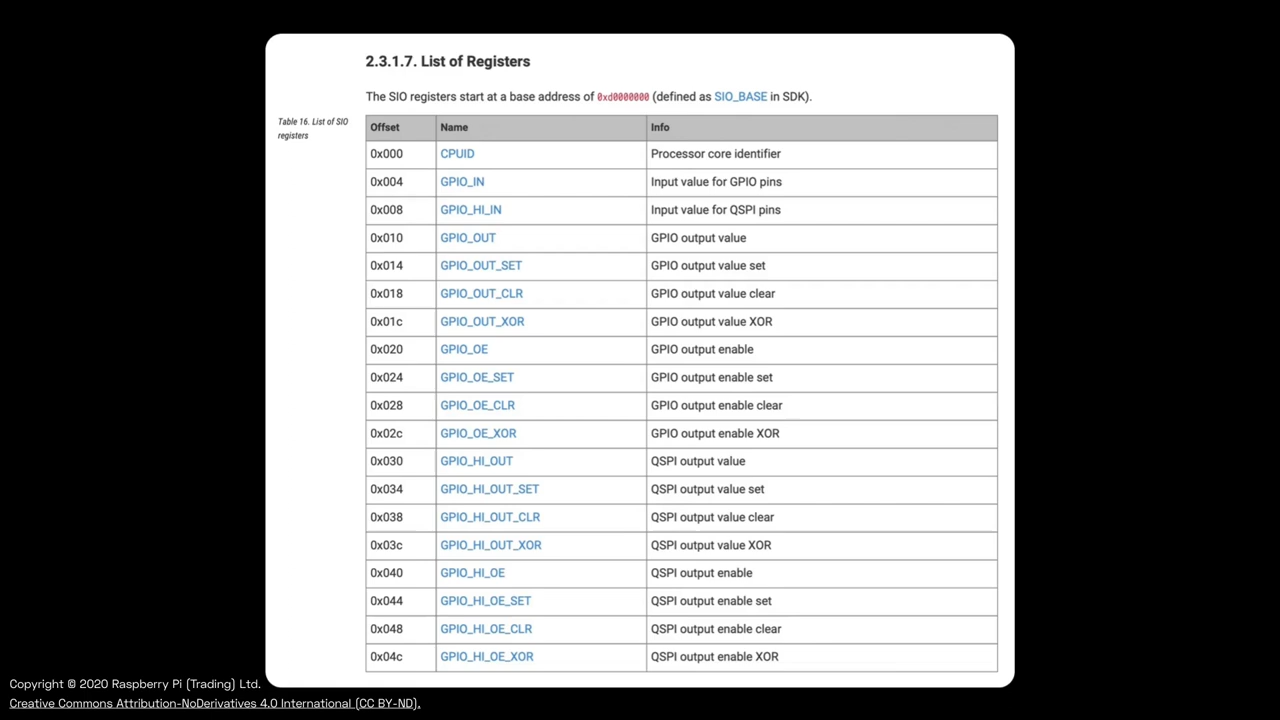 2.3.1.7. List of Registers
The SIO registers start at a base address of 0xd0000000 (defined as SIO_BASE in SDK).
Table 16. List of SIO
registers
Offset Name Info
0x000 CPUID Processor core identifier
0x004 GPIO_IN Input value for GPIO pins
0x008 GPIO_HI_IN Input value for QSPI pins
0x010 GPIO_OUT GPIO output value
0x014 GPIO_OUT_SET GPIO output value set
0x018 GPIO_OUT_CLR GPIO output value clear
0x01c GPIO_OUT_XOR GPIO output value XOR
0x020 GPIO_OE GPIO output enable
0x024 GPIO_OE_SET GPIO output enable set
0x028 GPIO_OE_CLR GPIO output enable clear
0x02c GPIO_OE_XOR GPIO output enable XOR
0x030 GPIO_HI_OUT QSPI output value
0x034 GPIO_HI_OUT_SET QSPI output value set
0x038 GPIO_HI_OUT_CLR QSPI output value clear
0x03c GPIO_HI_OUT_XOR QSPI output value XOR
0x040 GPIO_HI_OE QSPI output enable
0x044 GPIO_HI_OE_SET QSPI output enable set
0x048 GPIO_HI_OE_CLR QSPI output enable clear
0x04c GPIO_HI_OE_XOR QSPI output enable XOR
Copyright © 2020 Raspberry Pi (Trading) Ltd.
Creative Commons Attribution-NoDerivatives 4.0 International (CC BY-ND).